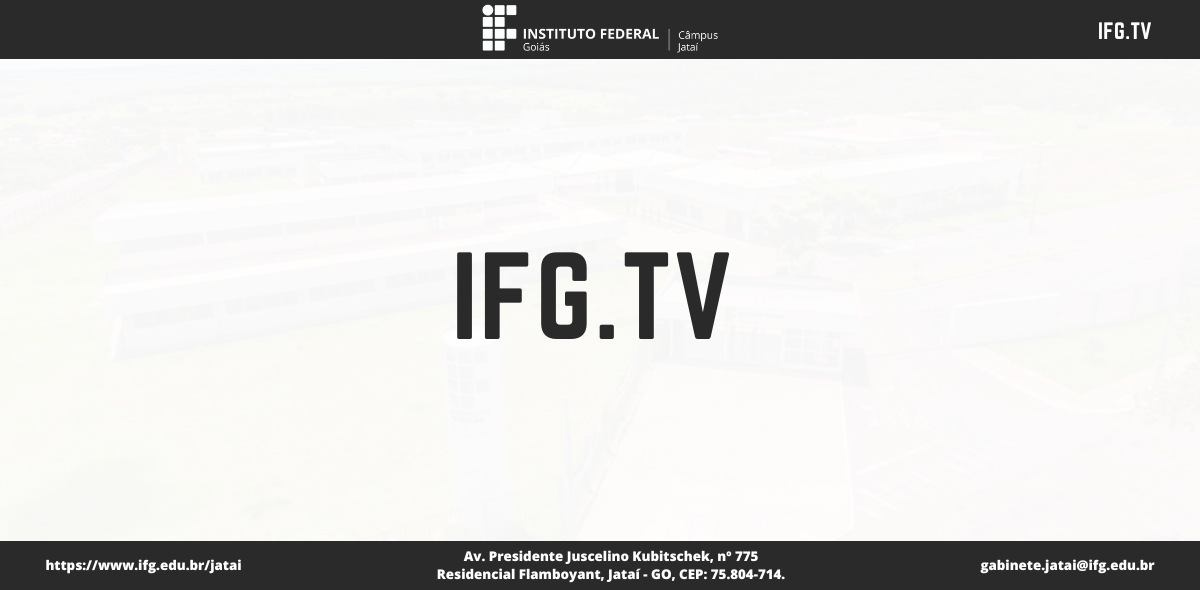 INSTITUTO FEDERAL
Goiás
Câmpus
Jataí
IFG.TV
IFG.TV
https://www.ifg.edu.br/jatai
Av. Presidente Juscelino Kubitschek, nº 775
Residencial Flamboyant, Jataí - GO, CEP: 75.804-714.
gabinete.jatai@ifg.edu.br